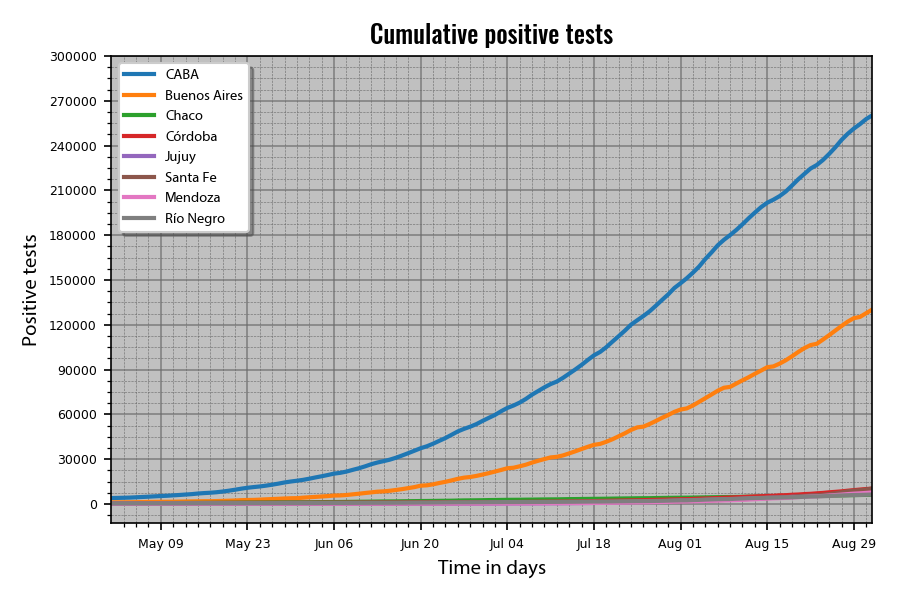 Cumulative positive tests
300000
270000
240000
210000
180000
150000
120000
90000
60000
30000
0
Positive tests
CABA
Buenos Aires
Chaco
Córdoba
Jujuy
Santa Fe
Mendoza
Río Negro
May 09 May 23 Jun 06 Jun 20 Jul 04 Jul 18 Aug 01 Aug 15 Aug 29
Time in days